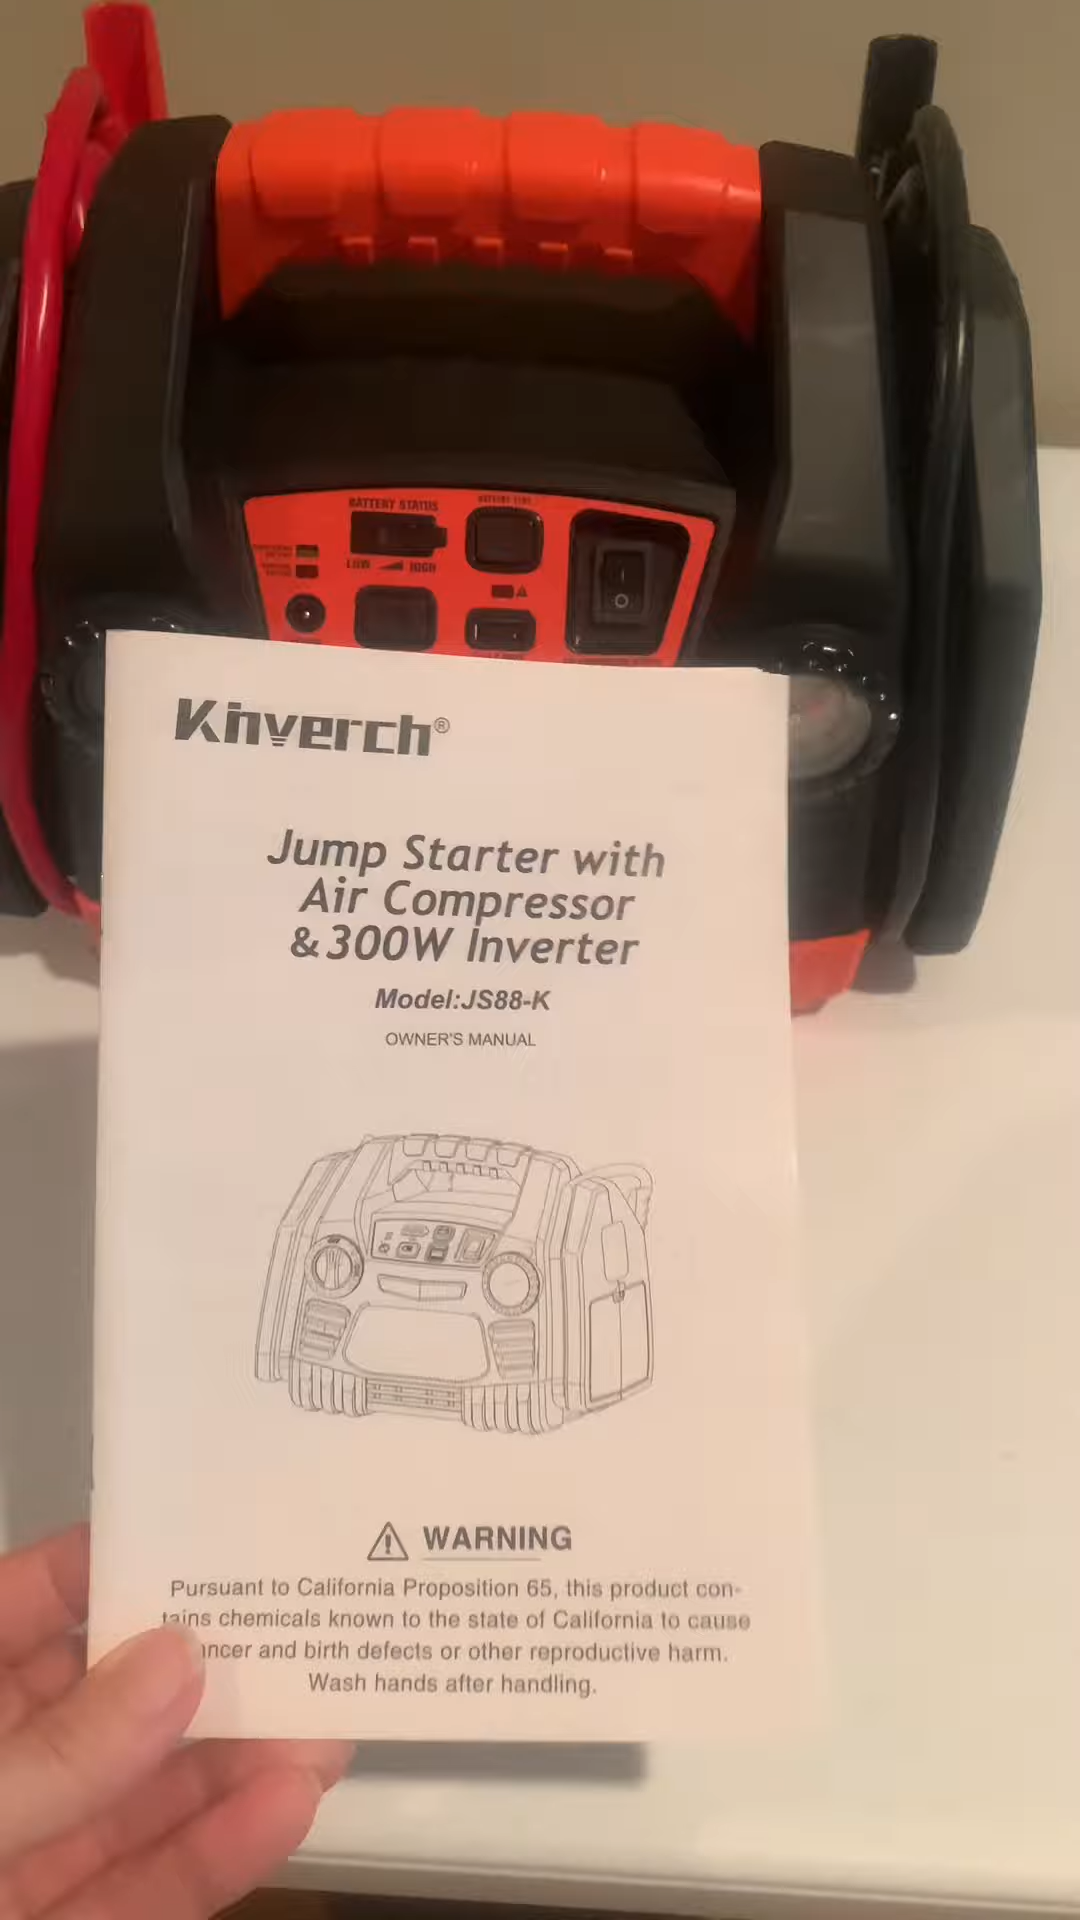 BATTERY STATUS
LOW HIGH
Kinverch®
Jump Starter with
Air Compressor
&300W Inverter
Model:JS88-K
OWNER'S MANUAL
WARNING
Pursuant to California Proposition 65, this product con-
tains chemicals known to the state of California to cause
ncer and birth defects or other reproductive harm.
Wash hands after handling.